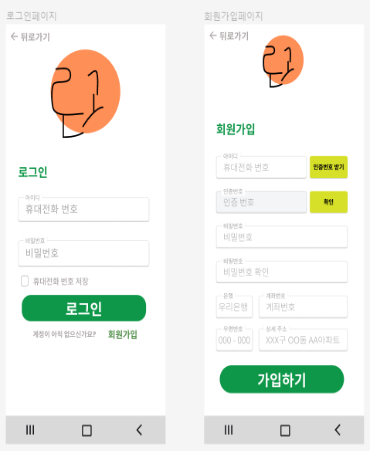 로그인페이지
← 뒤로가기
로그인
아이디
휴대전화 번호
비밀번호
비밀번호
휴대전화 번호 저장
로그인
계정이 아직 없으신가요? 회원가입
회원가입페이지
← 뒤로가기
회원가입
아이디
휴대전화 번호
인증번호 받기
인증번호
인증 번호
확인
비밀번호
비밀번호
비밀번호
비밀번호 확인
은행 계좌번호
우리은행 계좌번호
우편번호 상세 주소
000 - 000 XXX구 OO동 AA아파트
가입하기